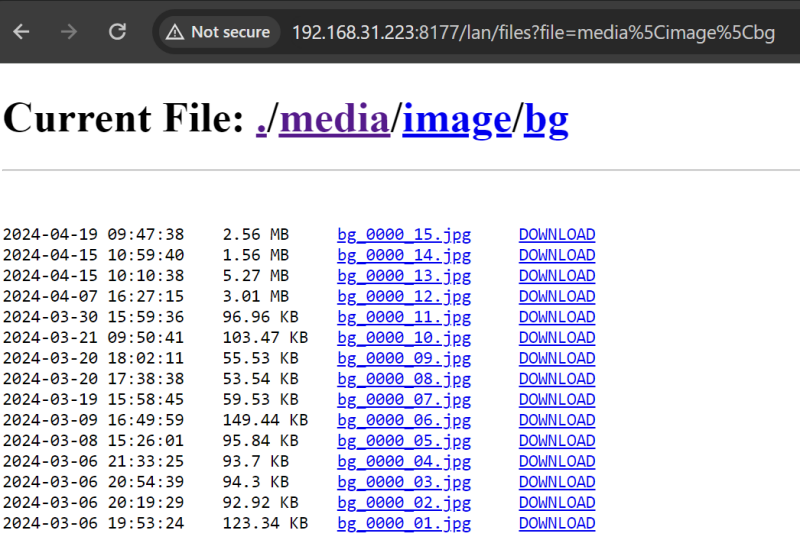 Not secure 192.168.31.223:8177/lan/files?file=media%5Cimage%5Cbg
Current File: ./media/image/bg
2024-04-19 09:47:38 2.56 MB bg_0000_15.jpg DOWNLOAD
2024-04-15 10:59:40 1.56 MB bg_0000_14.jpg DOWNLOAD
2024-04-15 10:10:38 5.27 MB bg_0000_13.jpg DOWNLOAD
2024-04-07 16:27:15 3.01 MB bg_0000_12.jpg DOWNLOAD
2024-03-30 15:59:36 96.96 KB bg_0000_11.jpg DOWNLOAD
2024-03-21 09:50:41 103.47 KB bg_0000_10.jpg DOWNLOAD
2024-03-20 18:02:11 55.53 KB bg_0000_09.jpg DOWNLOAD
2024-03-20 17:38:38 53.54 KB bg_0000_08.jpg DOWNLOAD
2024-03-19 15:58:45 59.53 KB bg_0000_07.jpg DOWNLOAD
2024-03-09 16:49:59 149.44 KB bg_0000_06.jpg DOWNLOAD
2024-03-08 15:26:01 95.84 KB bg_0000_05.jpg DOWNLOAD
2024-03-06 21:33:25 93.7 KB bg_0000_04.jpg DOWNLOAD
2024-03-06 20:54:39 94.3 KB bg_0000_03.jpg DOWNLOAD
2024-03-06 20:19:29 92.92 KB bg_0000_02.jpg DOWNLOAD
2024-03-06 19:53:24 123.34 KB bg_0000_01.jpg DOWNLOAD